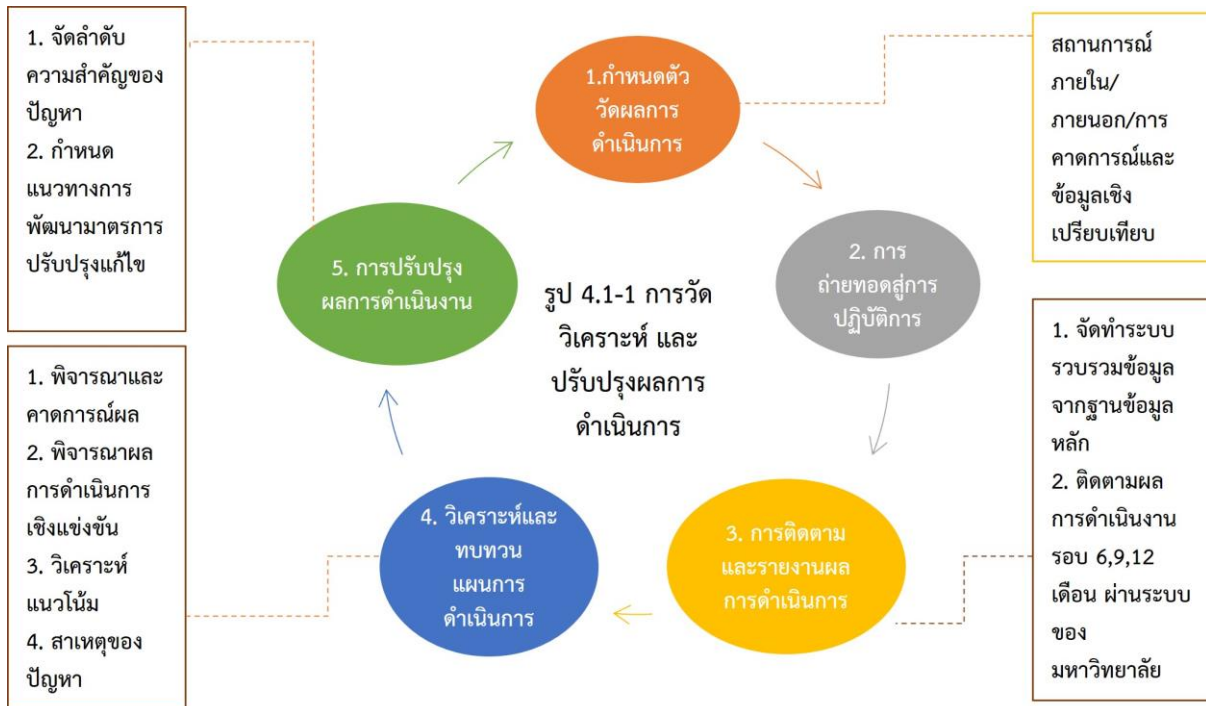 1. จัดลำดับ
ความสำคัญของ
ปัญหา
2. กำหนด
แนวทางการ
พัฒนามาตรการ
ปรับปรุงแก้ไข
1.กำหนดตัว
วัดผลการ
ดำเนินการ
สถานการณ์
ภายใน/
ภายนอก/การ
คาดการณ์และ
ข้อมูลเชิง
เปรียบเทียบ
5. การปรับปรุง
ผลการดำเนินงาน
รูป 4.1-1 การวัด
วิเคราะห์ และ
ปรับปรุงผลการ
ดำเนินการ
2. การ
ถ่ายทอดสู่การ
ปฏิบัติการ
1. พิจารณาและ
คาดการณ์ผล
2. พิจารณาผล
การดำเนินการ
เชิงแข่งขัน
3. วิเคราะห์
แนวโน้ม
4. สาเหตุของ
ปัญหา
4. วิเคราะห์และ
ทบทวน
แผนการ
ดำเนินการ
3. การติดตาม
และรายงานผล
การดำเนินการ
1. จัดทำระบบ
รวบรวมข้อมูล
จากฐานข้อมูล
หลัก
2. ติดตามผล
การดำเนินงาน
รอบ 6,9,12
เดือน ผ่านระบบ
ของ
มหาวิทยาลัย